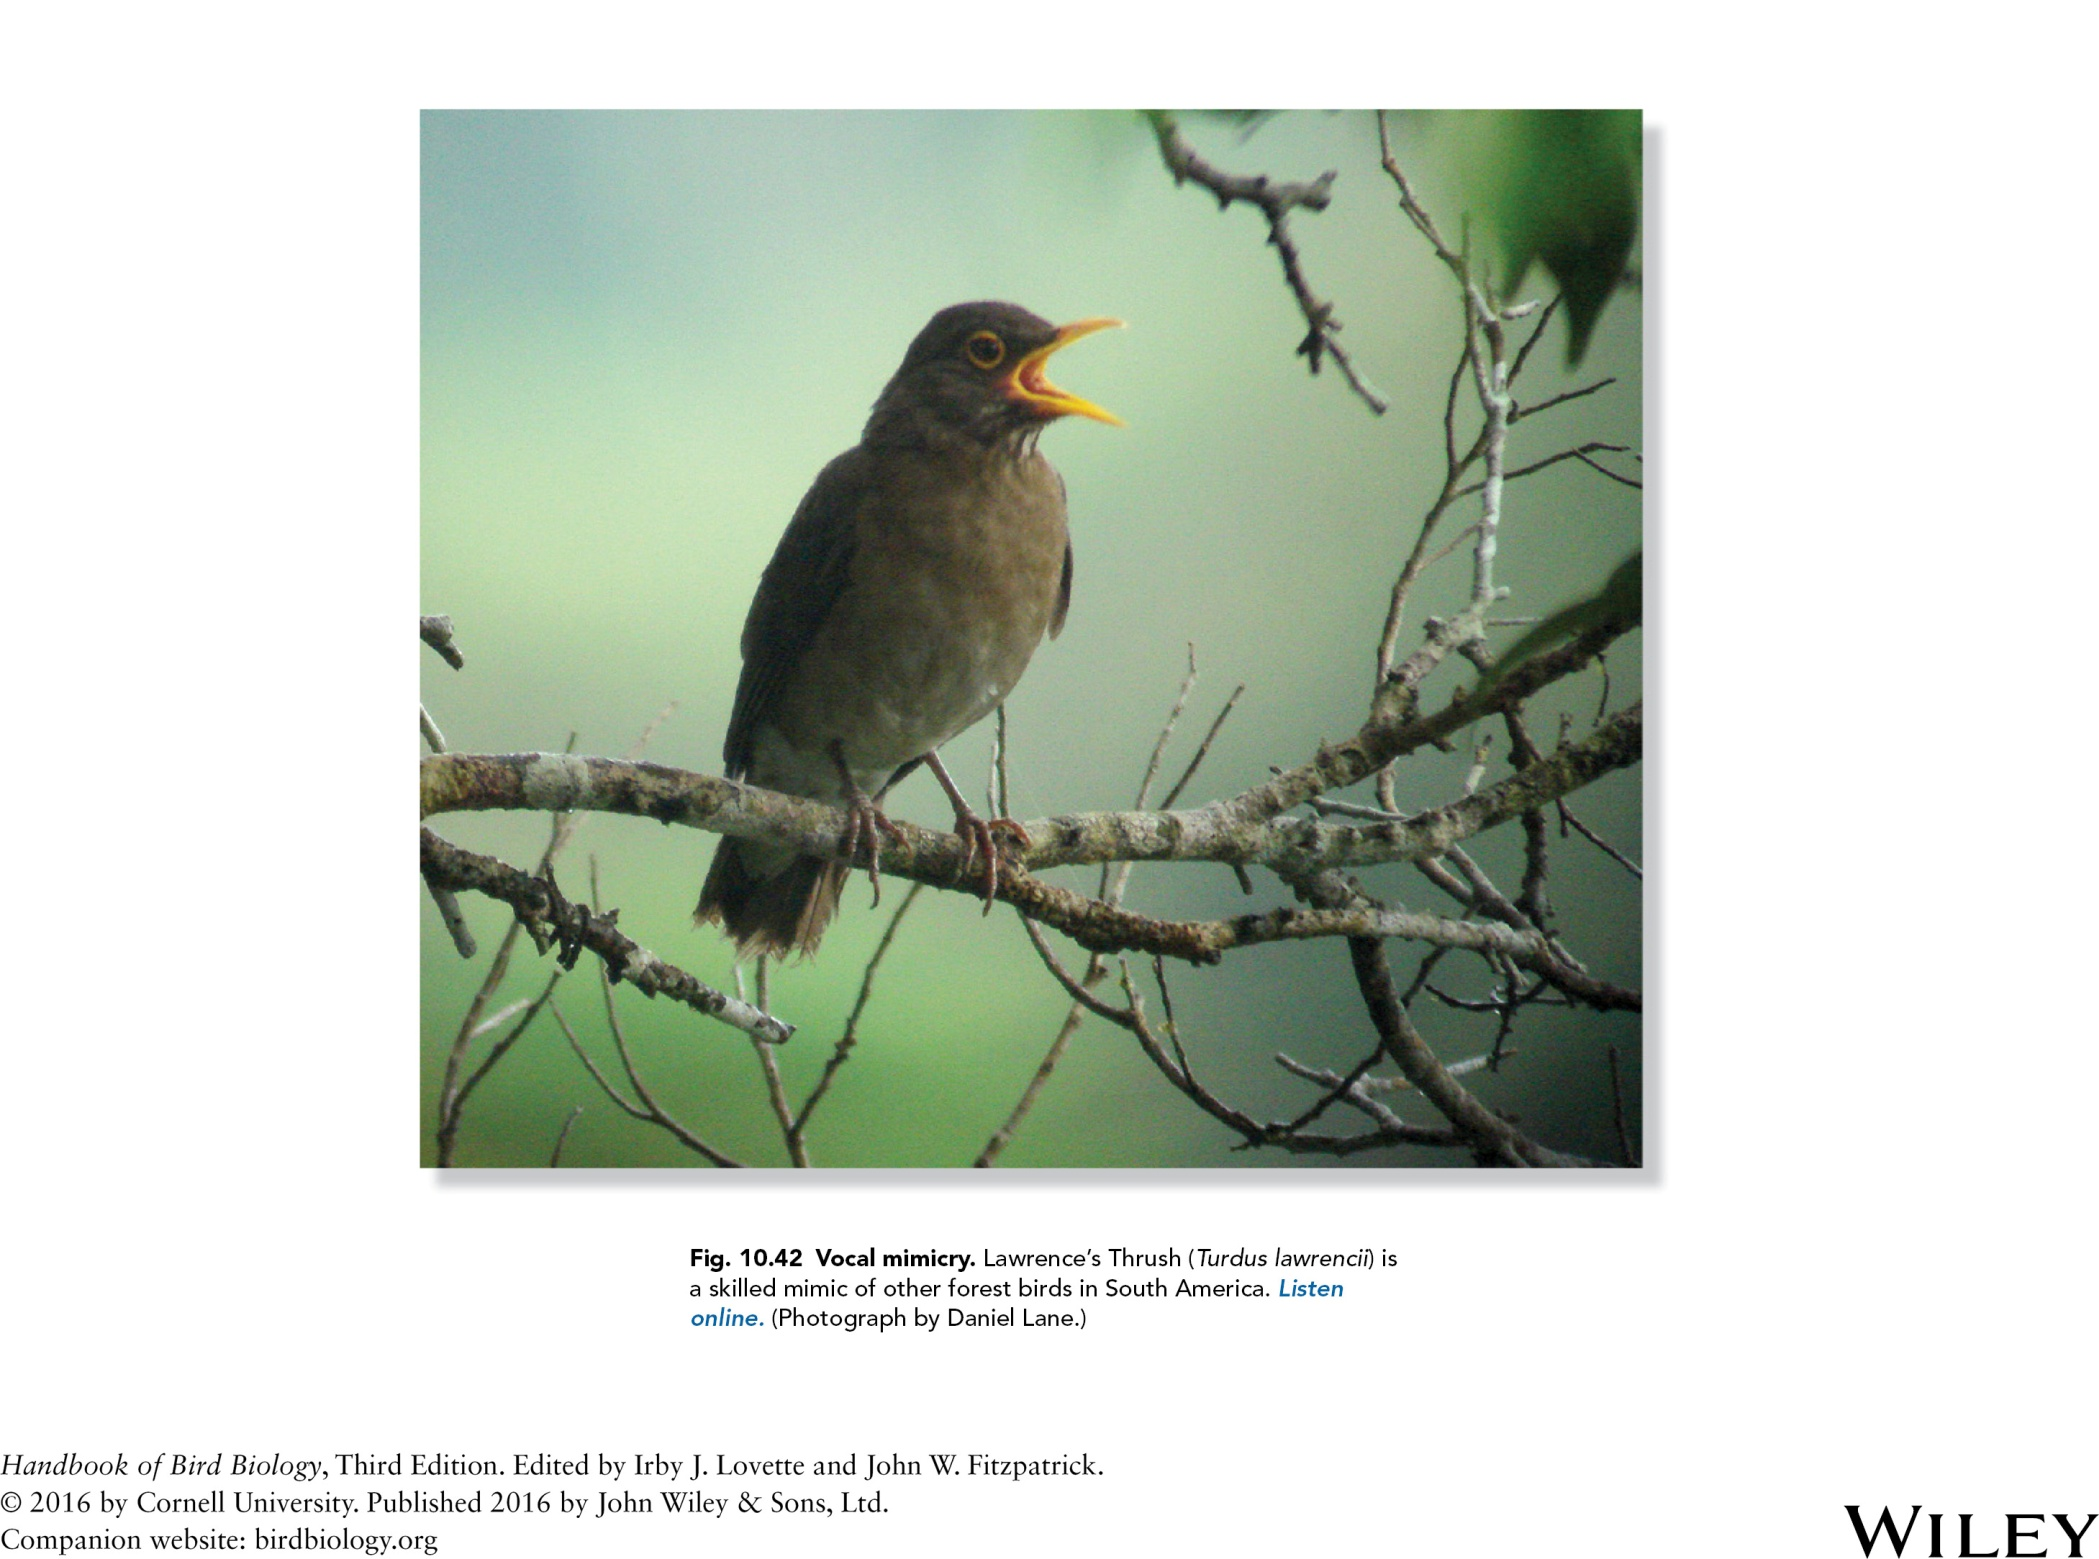 Fig. 10.42 Vocal mimicry. Lawrence’s Thrush (Turdus lawrencii) is
a skilled mimic of other forest birds in South America. Listen
online. (Photograph by Daniel Lane.)
Handbook of Bird Biology, Third Edition. Edited by Irby J. Lovette and John W. Fitzpatrick.
© 2016 by Cornell University. Published 2016 by John Wiley & Sons, Ltd.
Companion website: birdbiology.org
WILEY